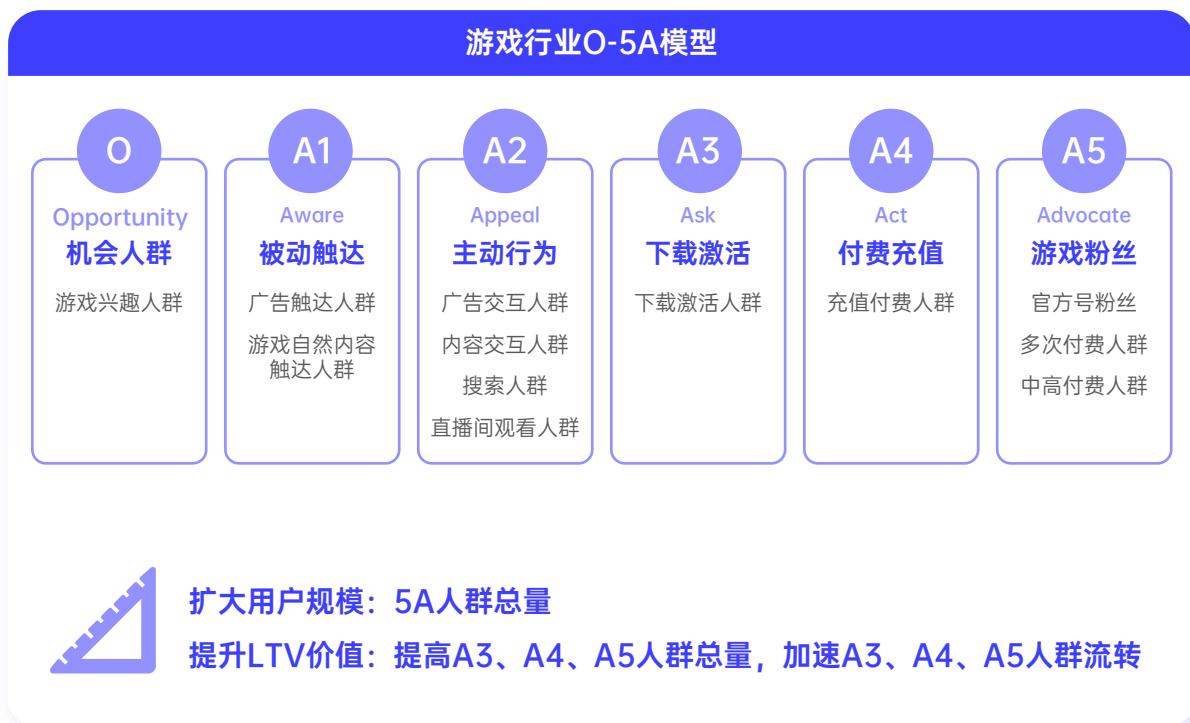 游戏行业O-5A模型
O
Opportunity
机会人群
游戏兴趣人群
A1
Aware
被动触达
广告触达人群
游戏自然内容
触达人群
A2
Appeal
主动行为
广告交互人群
内容交互人群
搜索人群
直播间观看人群
A3
Ask
下载激活
下载激活人群
A4
Act
付费充值
充值付费人群
A5
Advocate
游戏粉丝
官方号粉丝
多次付费人群
中高付费人群
扩大用户规模：5A人群总量
提升LTV价值：提高A3、A4、A5人群总量，加速A3、A4、A5人群流转